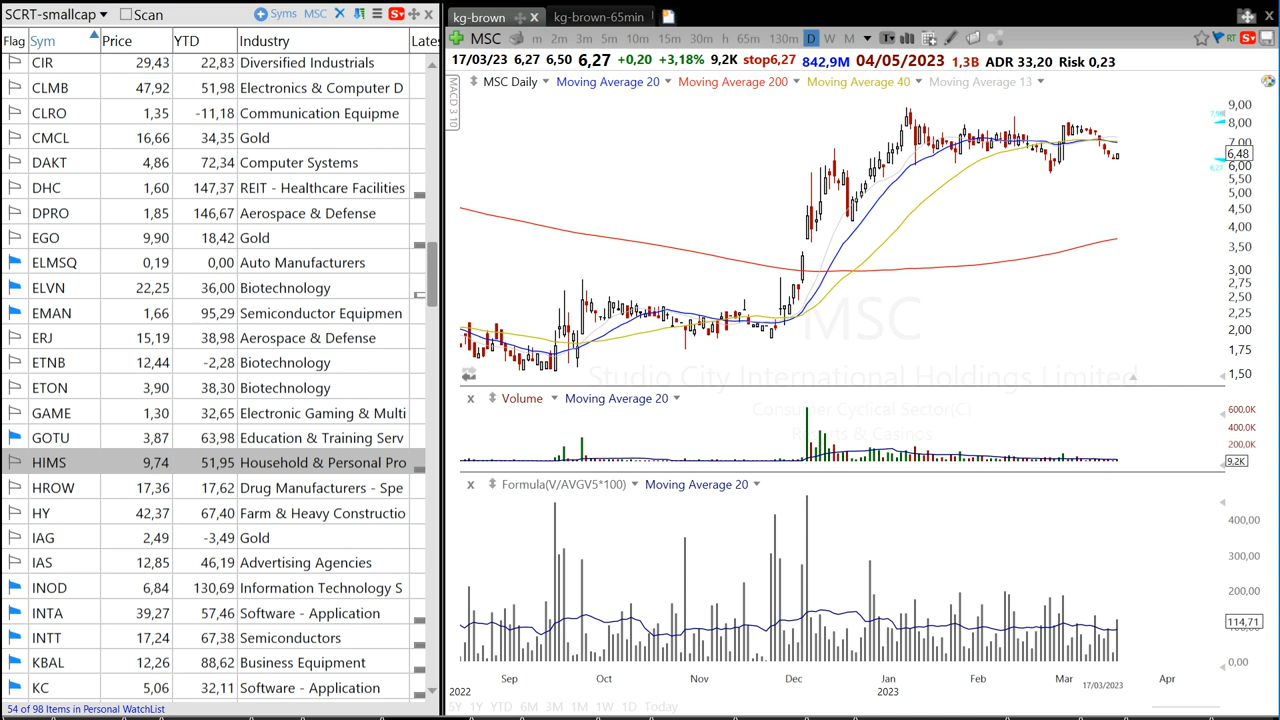 SCRT-smallcap Scan Syms MSC
Flag Sym Price YTD Industry Lates
CIR 29,43 22,83 Diversified Industrials
CLMB 47,92 51,98 Electronics & Computer D
CLRO 1,35 -11,18 Communication Equipme
CMCL 16,66 34,35 Gold
DAKT 4,86 72,34 Computer Systems
DHC 1,60 147,37 REIT - Healthcare Facilities
DPRO 1,85 146,67 Aerospace & Defense
EGO 9,90 18,42 Gold
ELMSQ 0,19 0,00 Auto Manufacturers
ELVN 22,25 36,00 Biotechnology
EMAN 1,66 95,29 Semiconductor Equipmen
ERJ 15,19 38,98 Aerospace & Defense
ETNB 12,44 -2,28 Biotechnology
ETON 3,90 38,30 Biotechnology
GAME 1,30 32,65 Electronic Gaming & Multi
GOTU 3,87 63,98 Education & Training Serv
HIMS 9,74 51,95 Household & Personal Pro
HROW 17,36 17,62 Drug Manufacturers - Spe
HY 42,37 67,40 Farm & Heavy Constructio
IAG 2,49 -3,49 Gold
IAS 12,85 46,19 Advertising Agencies
INOD 6,84 130,69 Information Technology S
INTA 39,27 57,46 Software - Application
INTT 17,24 67,38 Semiconductors
KBAL 12,26 88,62 Business Equipment
KC 5,06 32,11 Software - Application
54 of 98 Items in Personal WatchList
kg-brown kg-brown-65min
MSC m 2m 3m 5m 10m 15m 30m h 65m 130m D W M RT
17/03/23 6,27 6,50 6,27 +0,20 +3,18% 9,2K stop6,27 842,9M 04/05/2023 1,3B ADR 33,20 Risk 0,23
MACD 3 10
MSC Daily Moving Average 20 Moving Average 200 Moving Average 40 Moving Average 13
9,00
8,00
7,00
6,48
6,00
5,50
5,00
4,50
4,00
3,50
3,00
2,75
2,50
2,25
2,00
1,75
1,50
MSC
Studio City International Holdings Limited
Consumer Cyclical Sector(C)
Resorts & Casinos
Volume Moving Average 20
600,0K
400,0K
200,0K
9,2K
Formula(V/AVGV5*100) Moving Average 20
400,00
300,00
200,00
114,71
0,00
Sep Oct Nov Dec Feb Mar Apr
2022 2023 17/03/2023
5Y 1Y YTD 6M 3M 1M 1W 1D Today